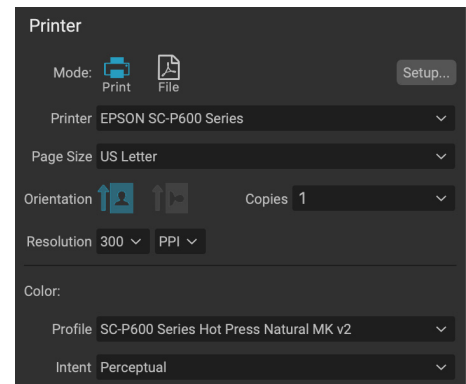 Printer
Mode: Print File Setup...
Printer EPSON SC-P600 Series
Page Size US Letter
Orientation Copies 1
Resolution 300 PPI
Color:
Profile SC-P600 Series Hot Press Natural MK v2
Intent Perceptual